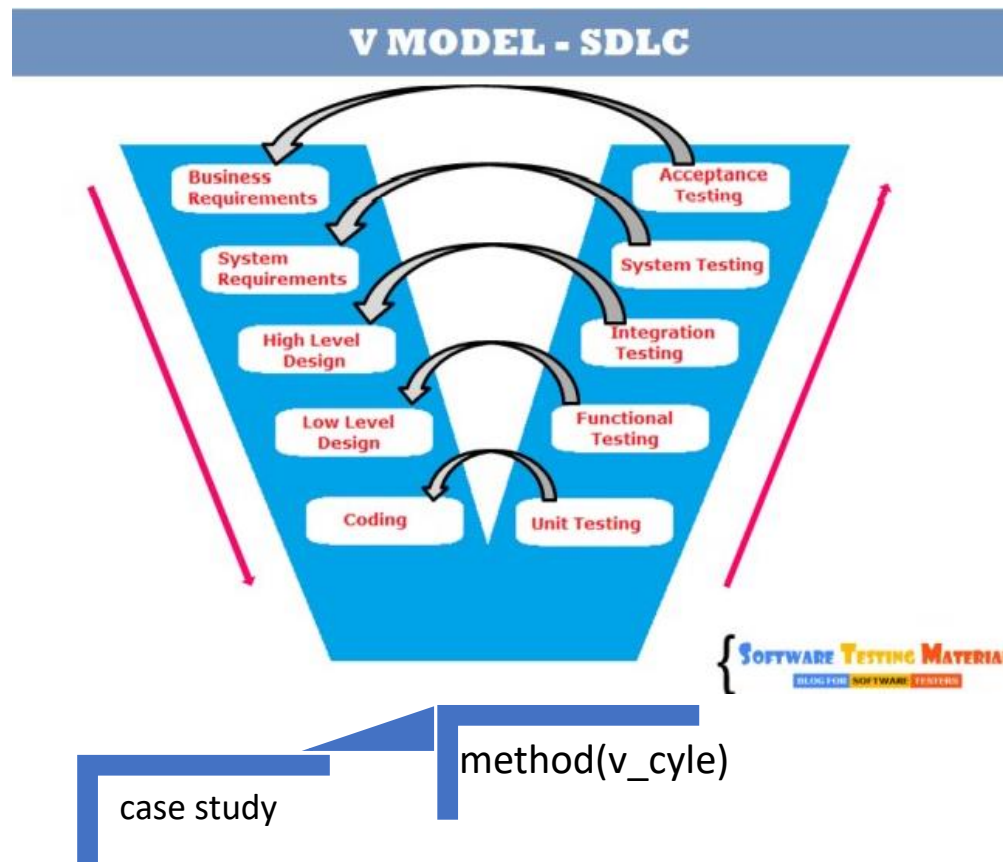 V MODEL - SDLC
Business
Requirements
Acceptance
Testing
System
Requirements
System Testing
High Level
Design
Integration
Testing
Low Level
Design
Functional
Testing
Coding
Unit Testing
{ SOFTWARE TESTING MATERIA
BLOG FOR SOFTWARE TESTERS
method(v_cyle)
case study